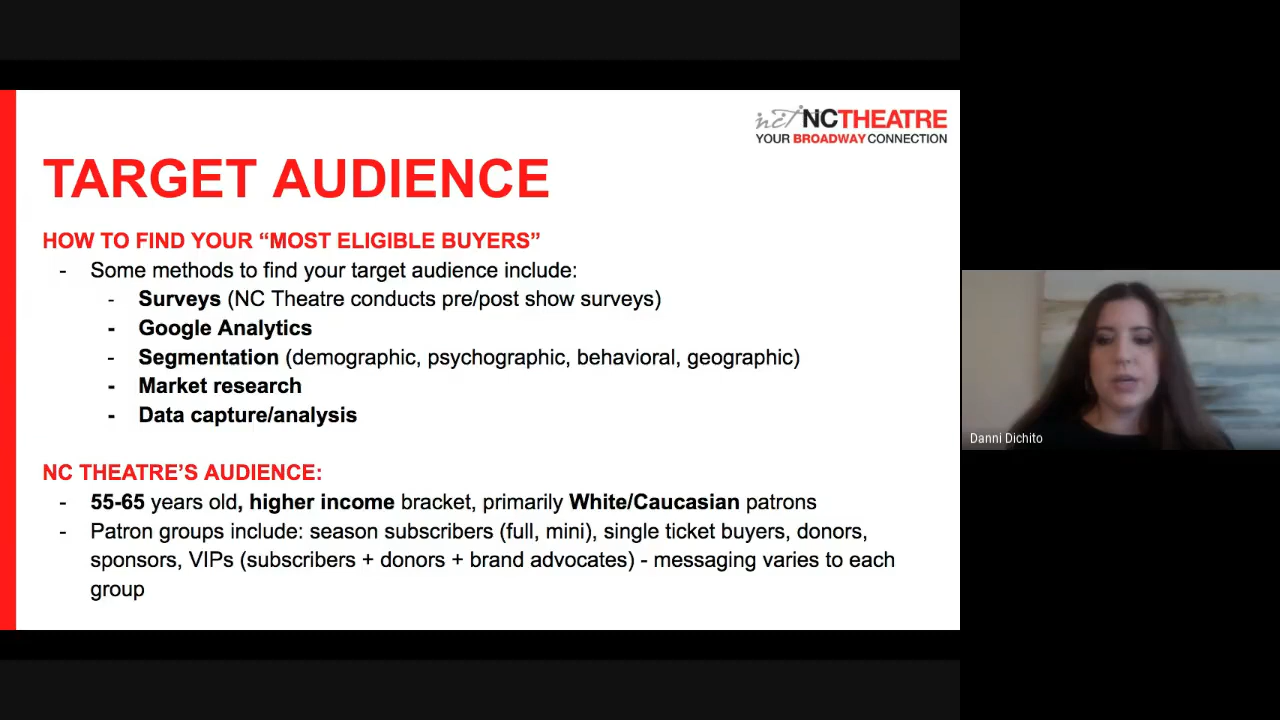 nct NCTHEATRE
YOUR BROADWAY CONNECTION
TARGET AUDIENCE
HOW TO FIND YOUR “MOST ELIGIBLE BUYERS”
- Some methods to find your target audience include:
- Surveys (NC Theatre conducts pre/post show surveys)
- Google Analytics
- Segmentation (demographic, psychographic, behavioral, geographic)
- Market research
- Data capture/analysis
Danni Dichito
NC THEATRE’S AUDIENCE:
- 55-65 years old, higher income bracket, primarily White/Caucasian patrons
- Patron groups include: season subscribers (full, mini), single ticket buyers, donors,
sponsors, VIPs (subscribers + donors + brand advocates) - messaging varies to each
group